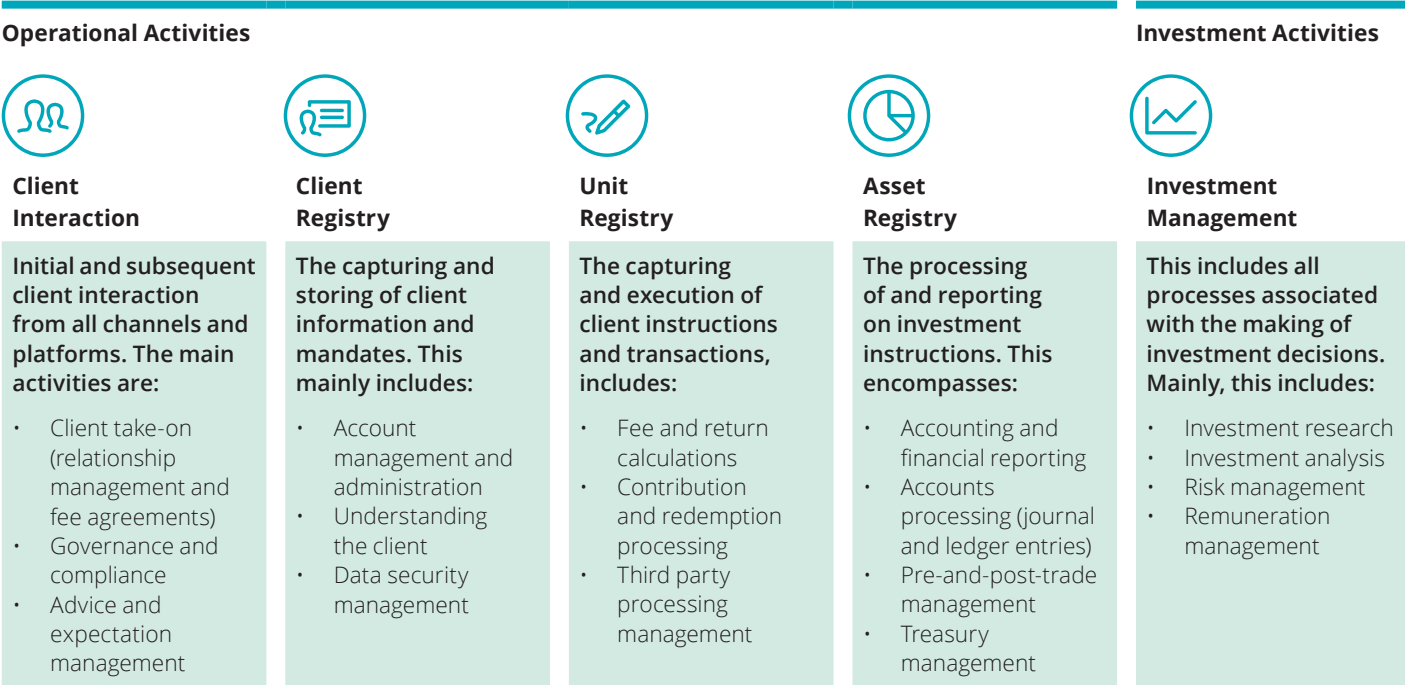 Operational Activities
Investment Activities
Client
Interaction
Initial and subsequent
client interaction
from all channels and
platforms. The main
activities are:
• Client take-on
(relationship
management and
fee agreements)
• Governance and
compliance
• Advice and
expectation
management
Client
Registry
The capturing and
storing of client
information and
mandates. This
mainly includes:
• Account
management and
administration
• Understanding
the client
• Data security
management
Unit
Registry
The capturing
and execution of
client instructions
and transactions,
includes:
• Fee and return
calculations
• Contribution
and redemption
processing
• Third party
processing
management
Asset
Registry
The processing
of and reporting
on investment
instructions. This
encompasses:
• Accounting and
financial reporting
• Accounts
processing (journal
and ledger entries)
• Pre-and-post-trade
management
• Treasury
management
Investment
Management
This includes all
processes associated
with the making of
investment decisions.
Mainly, this includes:
• Investment research
• Investment analysis
• Risk management
• Remuneration
management